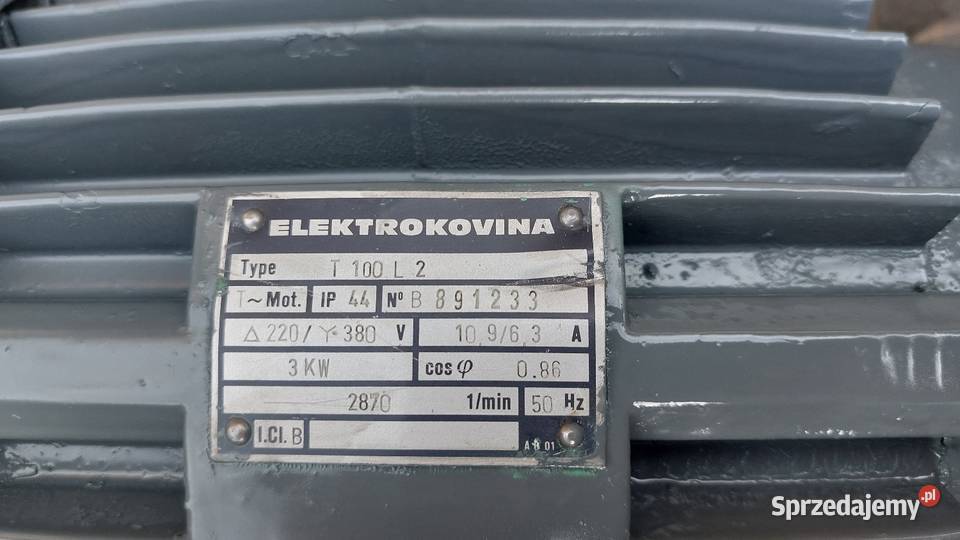 ELEKTROKOVINA
Type T 100 L 2
T~ Mot. IP 44 Nº B 891233
Δ 220/ Y 380 V 10,9/6,3 A
3 KW cos φ 0.86
2870 1/min 50 Hz
I.Cl. B
Sprzedajemy.pl